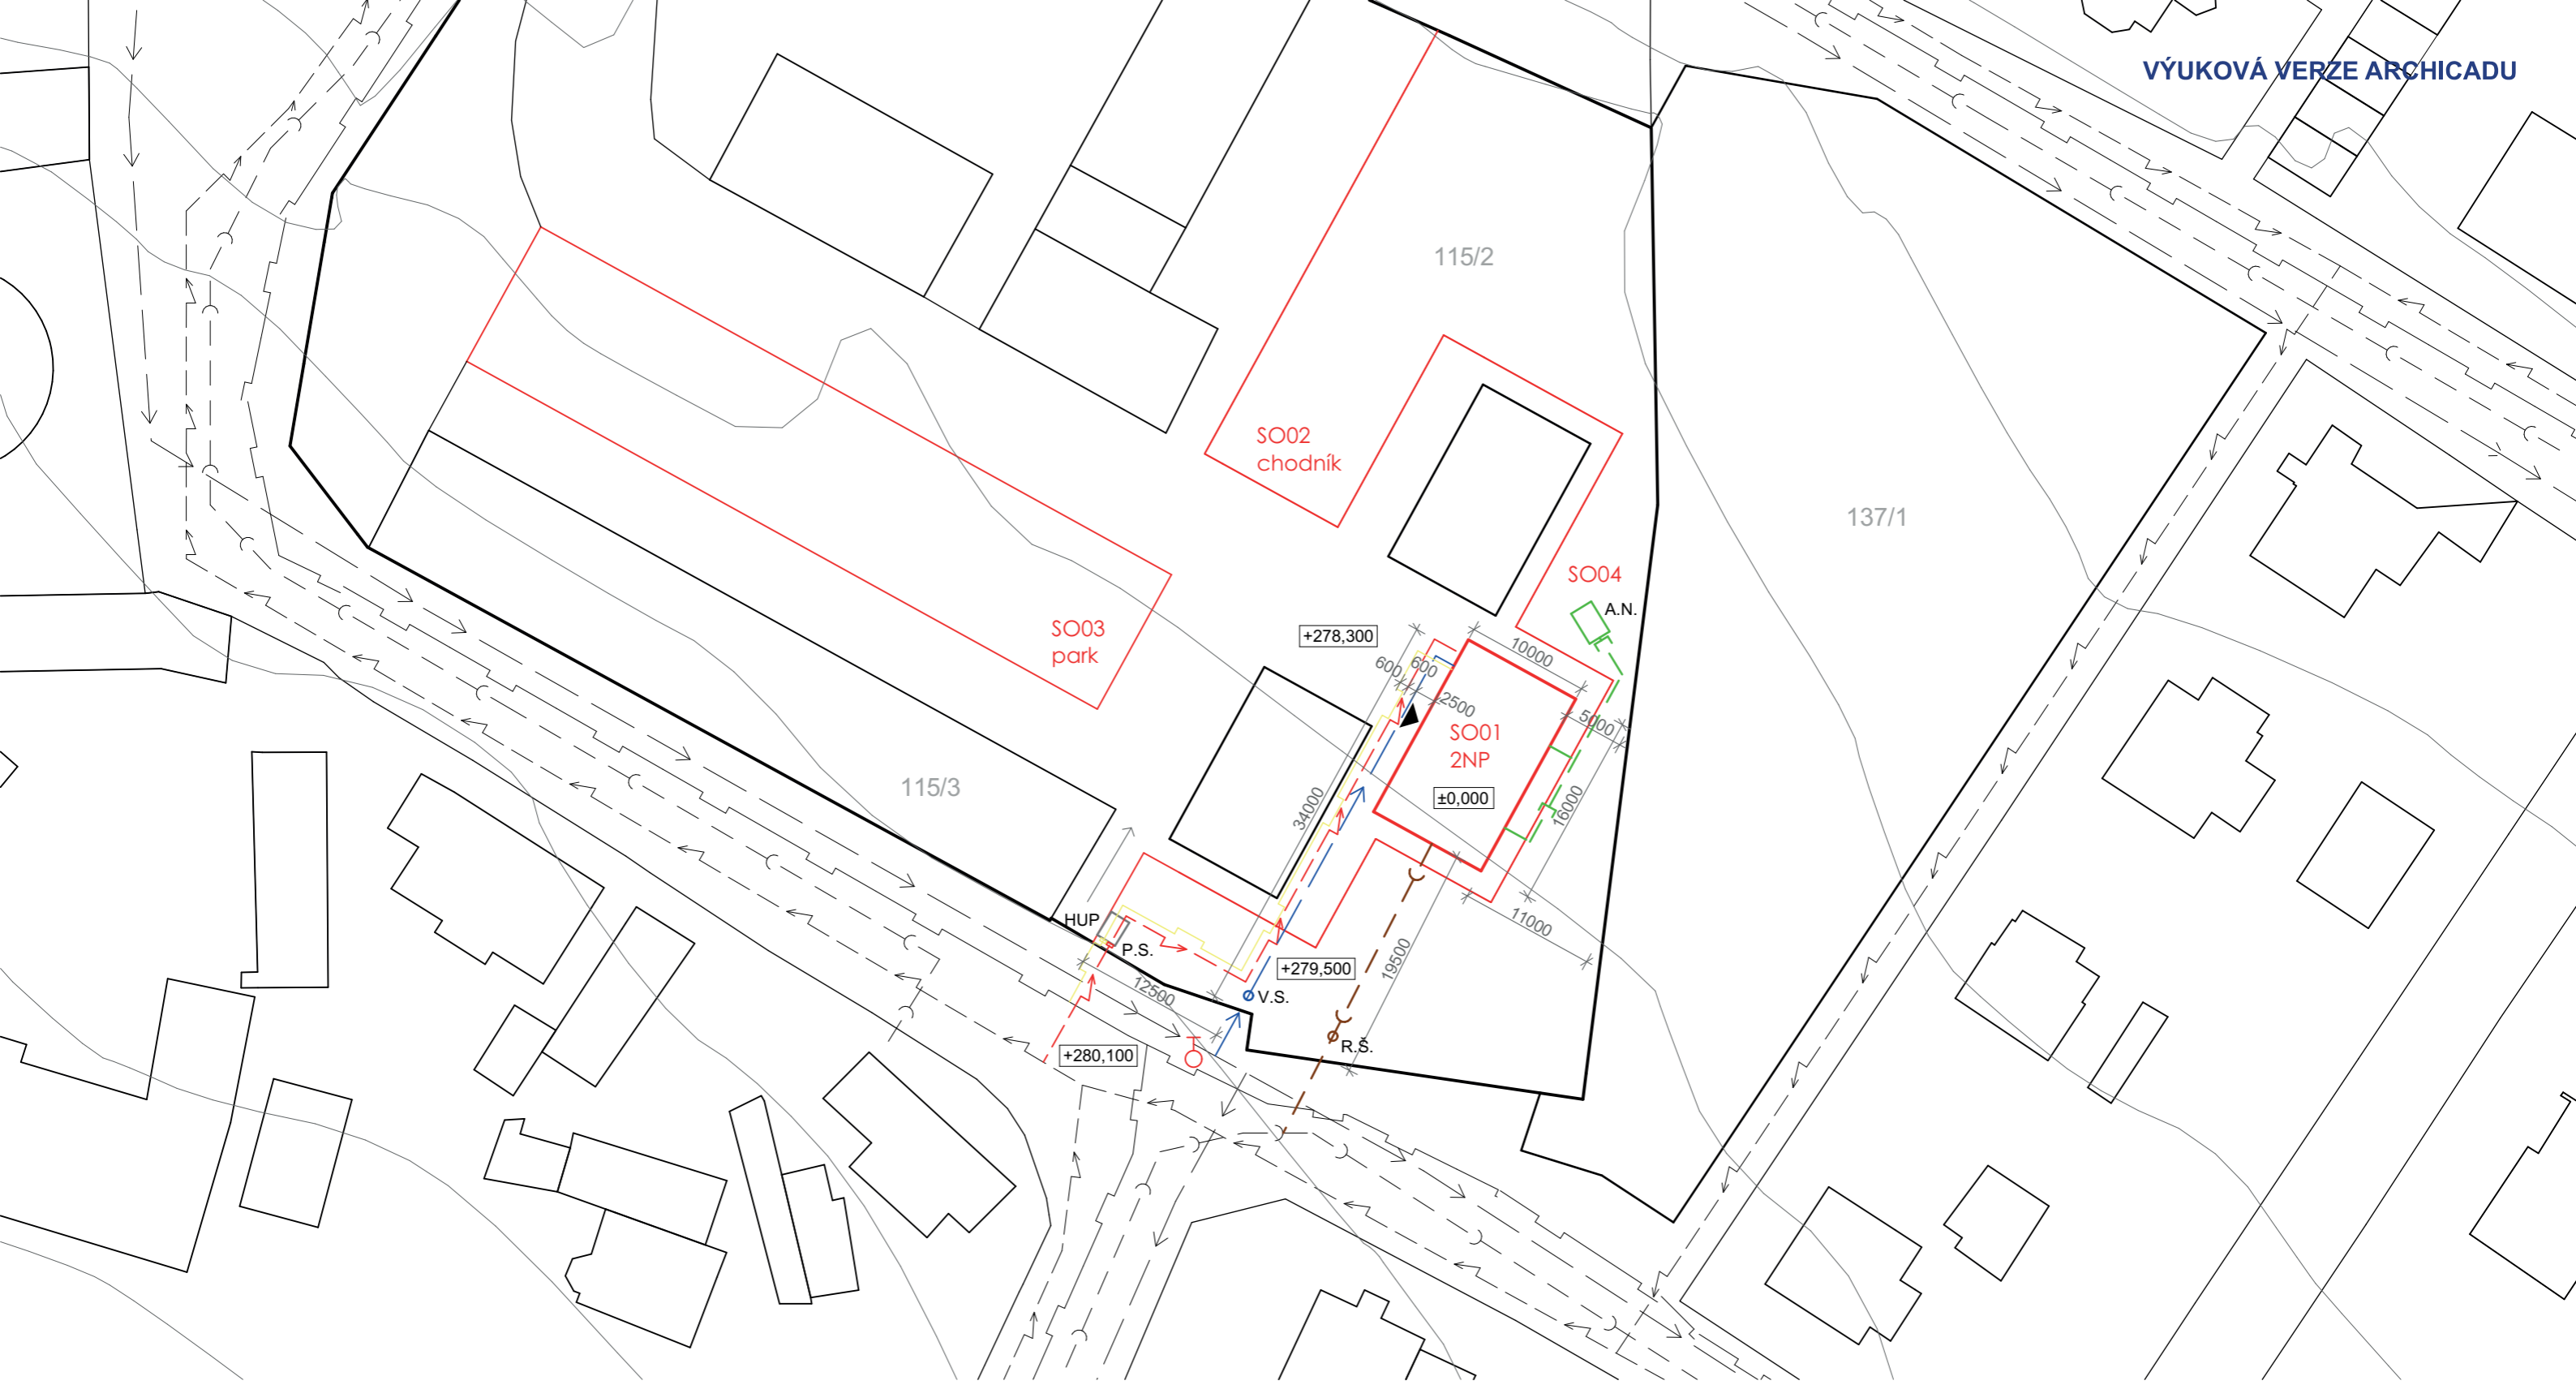 VÝUKOVÁ VERZE ARCHICADU
115/2
SO02
chodník
137/1
SO04
A.N.
SO03
park
+278,300
10000
600
600
2500
5000
SO01
2NP
±0,000
115/3
34000
16000
HUP
P.S.
11000
19500
+279,500
12500
V.S.
R.Š.
+280,100